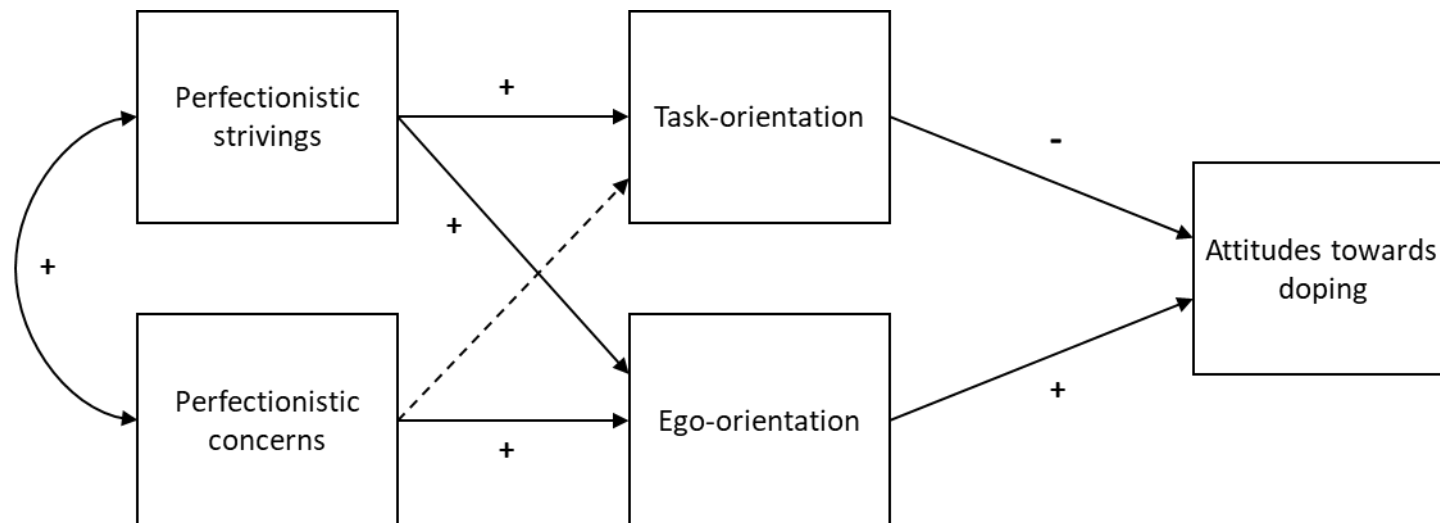 Perfectionistic
strivings
+
Task-orientation
-
+
+
Attitudes towards
doping
Perfectionistic
concerns
+
Ego-orientation
+